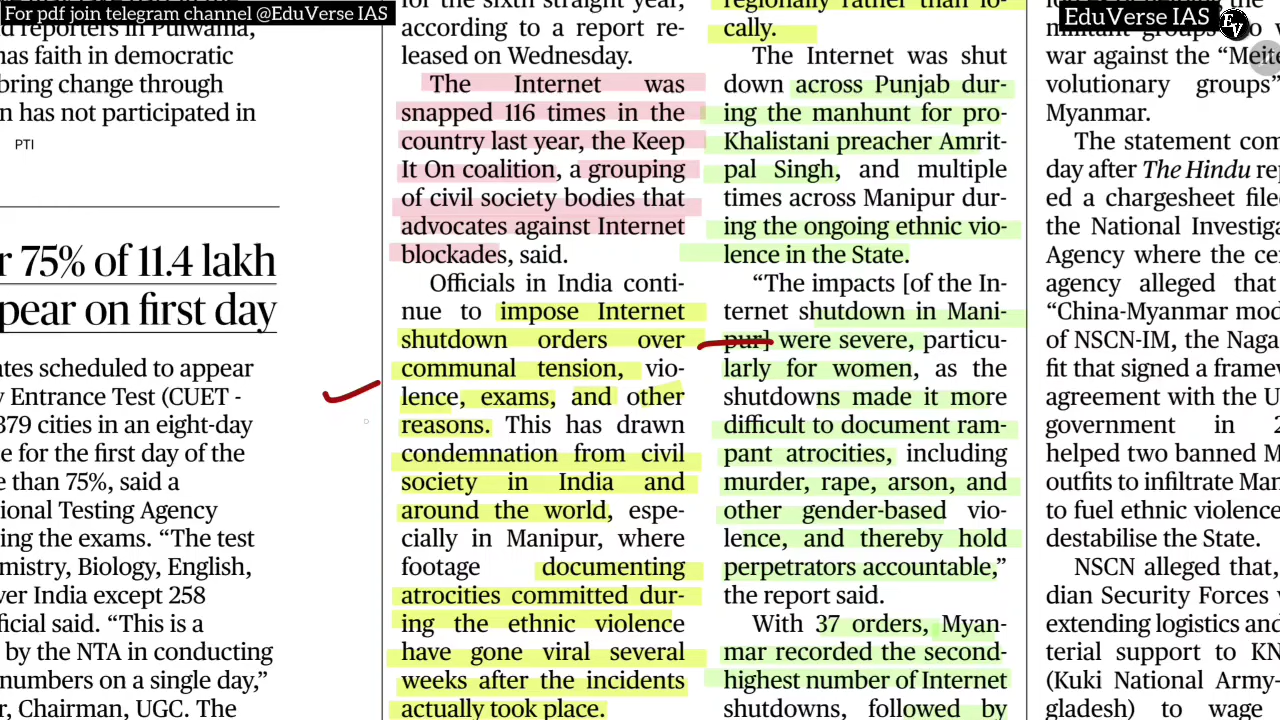 For pdf join telegram channel @EduVerse IAS
EduVerse IAS
reporters in Pulwama,
has faith in democratic
bring change through
n has not participated in
PTI
r 75% of 11.4 lakh
pear on first day
ates scheduled to appear
y Entrance Test (CUET -
379 cities in an eight-day
e for the first day of the
e than 75%, said a
ional Testing Agency
ing the exams. “The test
mistry, Biology, English,
ver India except 258
ficial said. “This is a
by the NTA in conducting
numbers on a single day,”
r, Chairman, UGC. The
for the sixth straight year,
according to a report re-
leased on Wednesday.
The Internet was
snapped 116 times in the
country last year, the Keep
It On coalition, a grouping
of civil society bodies that
advocates against Internet
blockades, said.
Officials in India conti-
nue to impose Internet
shutdown orders over
communal tension, vio-
lence, exams, and other
reasons. This has drawn
condemnation from civil
society in India and
around the world, espe-
cially in Manipur, where
footage documenting
atrocities committed dur-
ing the ethnic violence
have gone viral several
weeks after the incidents
actually took place.
regionally rather than lo-
cally.
The Internet was shut
down across Punjab dur-
ing the manhunt for pro-
Khalistani preacher Amrit-
pal Singh, and multiple
times across Manipur dur-
ing the ongoing ethnic vio-
lence in the State.
“The impacts [of the In-
ternet shutdown in Mani-
pur] were severe, particu-
larly for women, as the
shutdowns made it more
difficult to document ram-
pant atrocities, including
murder, rape, arson, and
other gender-based vio-
lence, and thereby hold
perpetrators accountable,”
the report said.
With 37 orders, Myan-
mar recorded the second-
highest number of Internet
shutdowns, followed by
war against the “Meite
volutionary groups”
Myanmar.
The statement com
day after The Hindu rep
ed a chargesheet file
the National Investiga
Agency where the cen
agency alleged that
“China-Myanmar mod
of NSCN-IM, the Naga
fit that signed a framew
agreement with the U
government in 2
helped two banned M
outfits to infiltrate Man
to fuel ethnic violence
destabilise the State.
NSCN alleged that,
dian Security Forces
extending logistics and
terial support to KN
(Kuki National Army-
gladesh) to wage